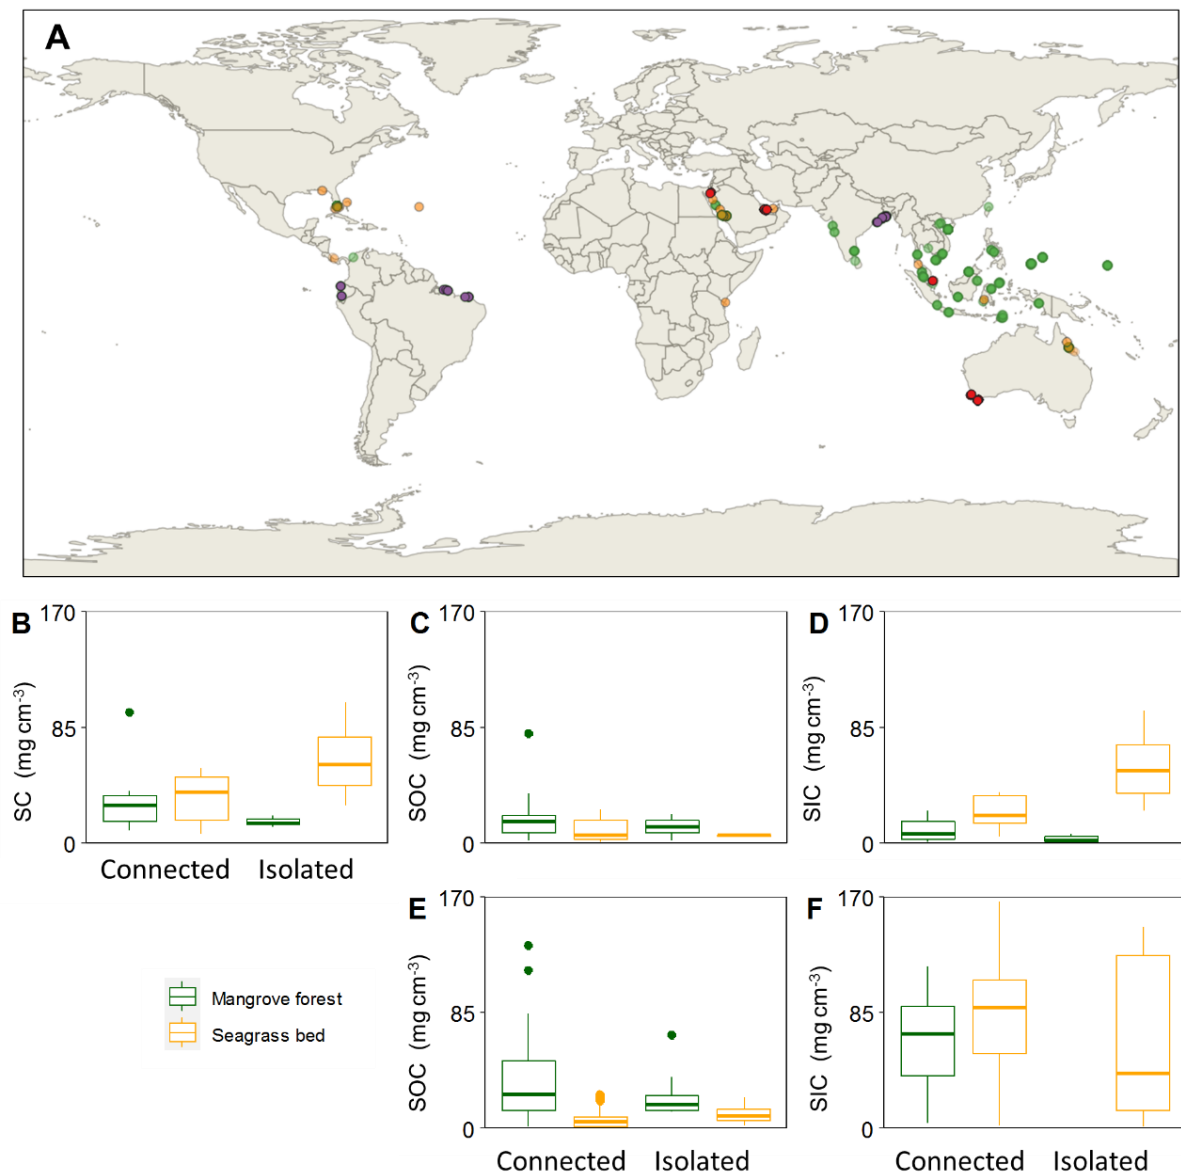 A
B
170
85
0
SC (mg cm-3)
Connected
Isolated
C
170
85
0
SOC (mg cm-3)
D
170
85
0
SIC (mg cm-3)
Mangrove forest
Seagrass bed
E
170
85
0
SOC (mg cm-3)
Connected
Isolated
F
170
85
0
SIC (mg cm-3)
Connected
Isolated